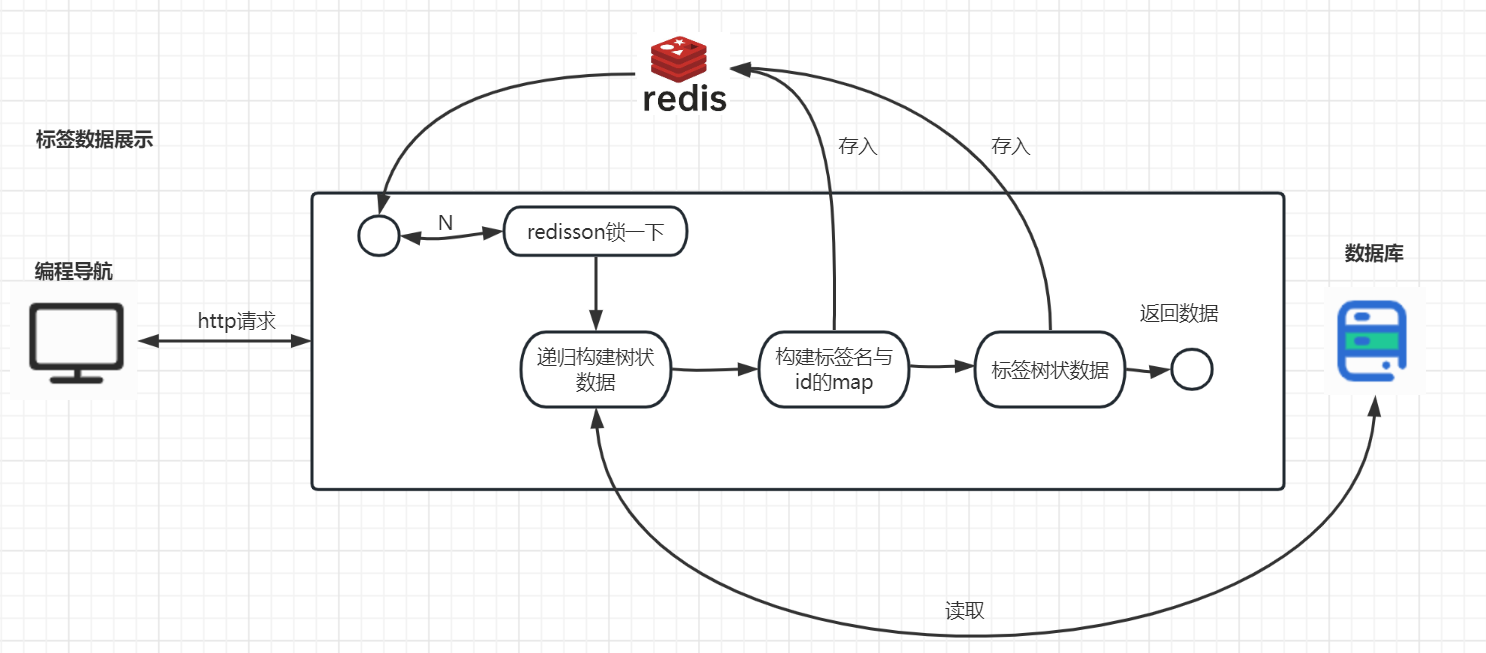 redis
标签数据展示
存入
存入
N
redisson锁一下
编程导航
数据库
http请求
返回数据
递归构建树状
数据
构建标签名与
id的map
标签树状数据
读取